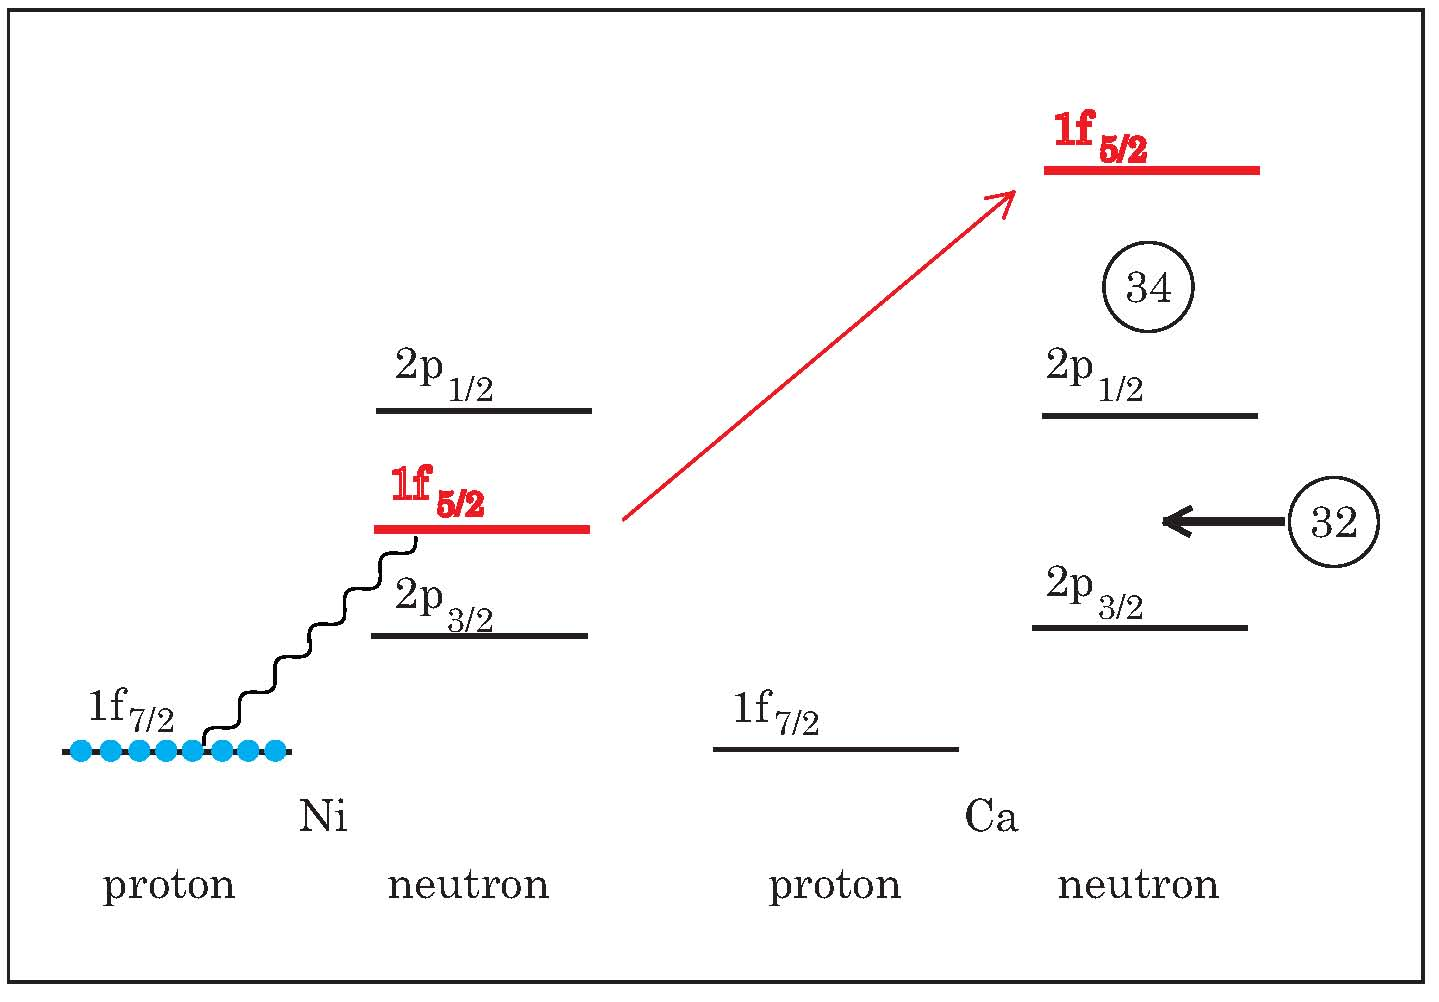 1f5/2
34
2p1/2
2p1/2
1f5/2
32
2p3/2
2p3/2
1f7/2
1f7/2
Ni
Ca
proton
neutron
proton
neutron